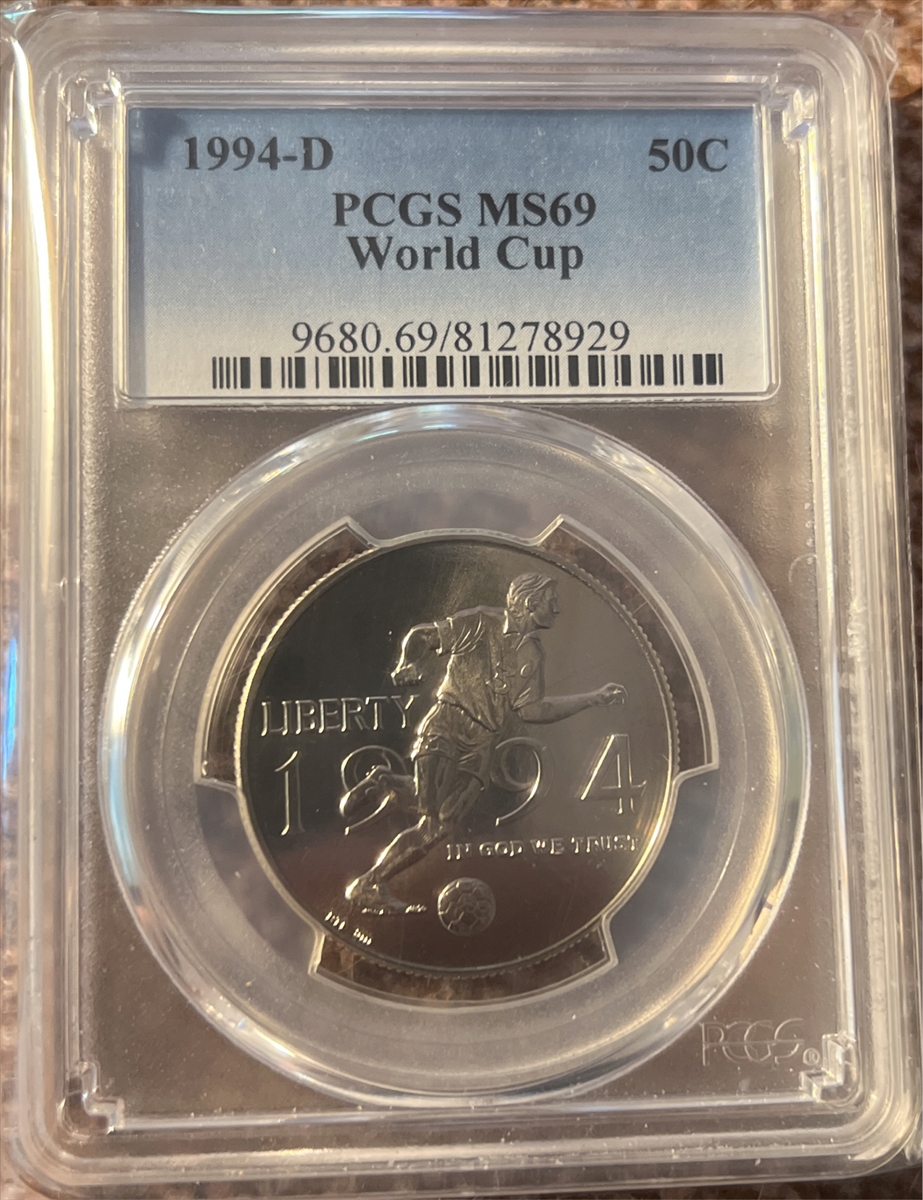 1994-D 50C
PCGS MS69
World Cup
9680.69/81278929
LIBERTY
1994
IN GOD WE TRUST
PCGS®